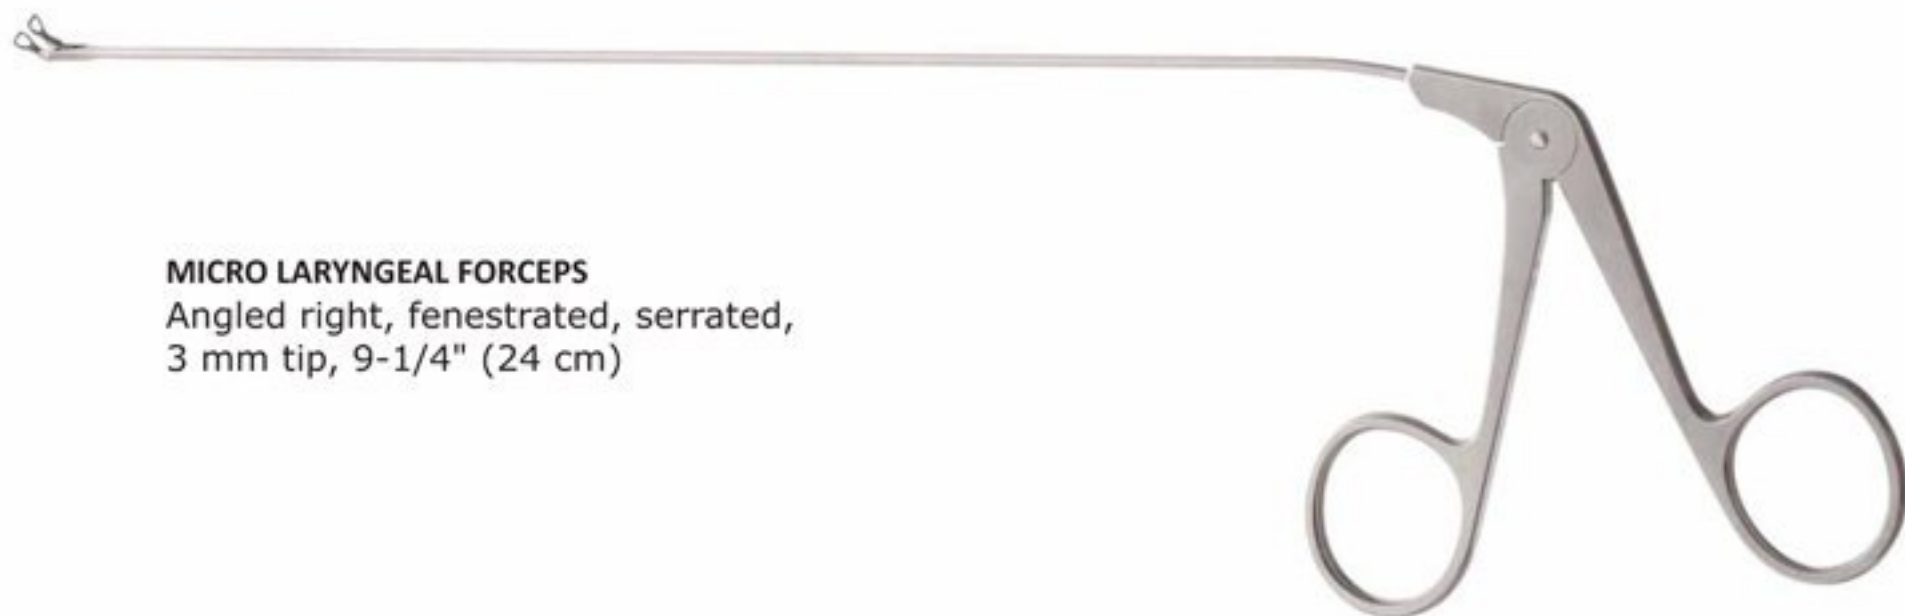 MICRO LARYNGEAL FORCEPS
Angled right, fenestrated, serrated,
3 mm tip, 9-1/4" (24 cm)